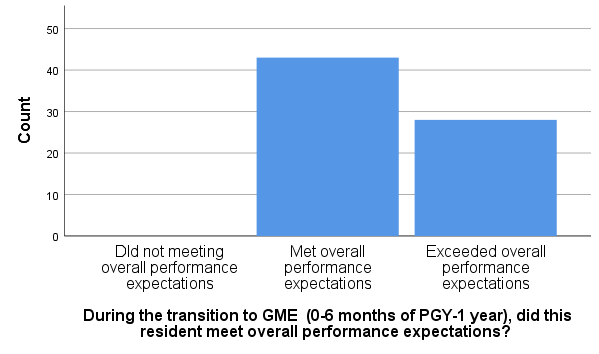 50
40
30
20
10
0
Count
DId not meeting
overall performance
expectations
Met overall
performance
expectations
Exceeded overall
performance
expectations
During the transition to GME (0-6 months of PGY-1 year), did this
resident meet overall performance expectations?